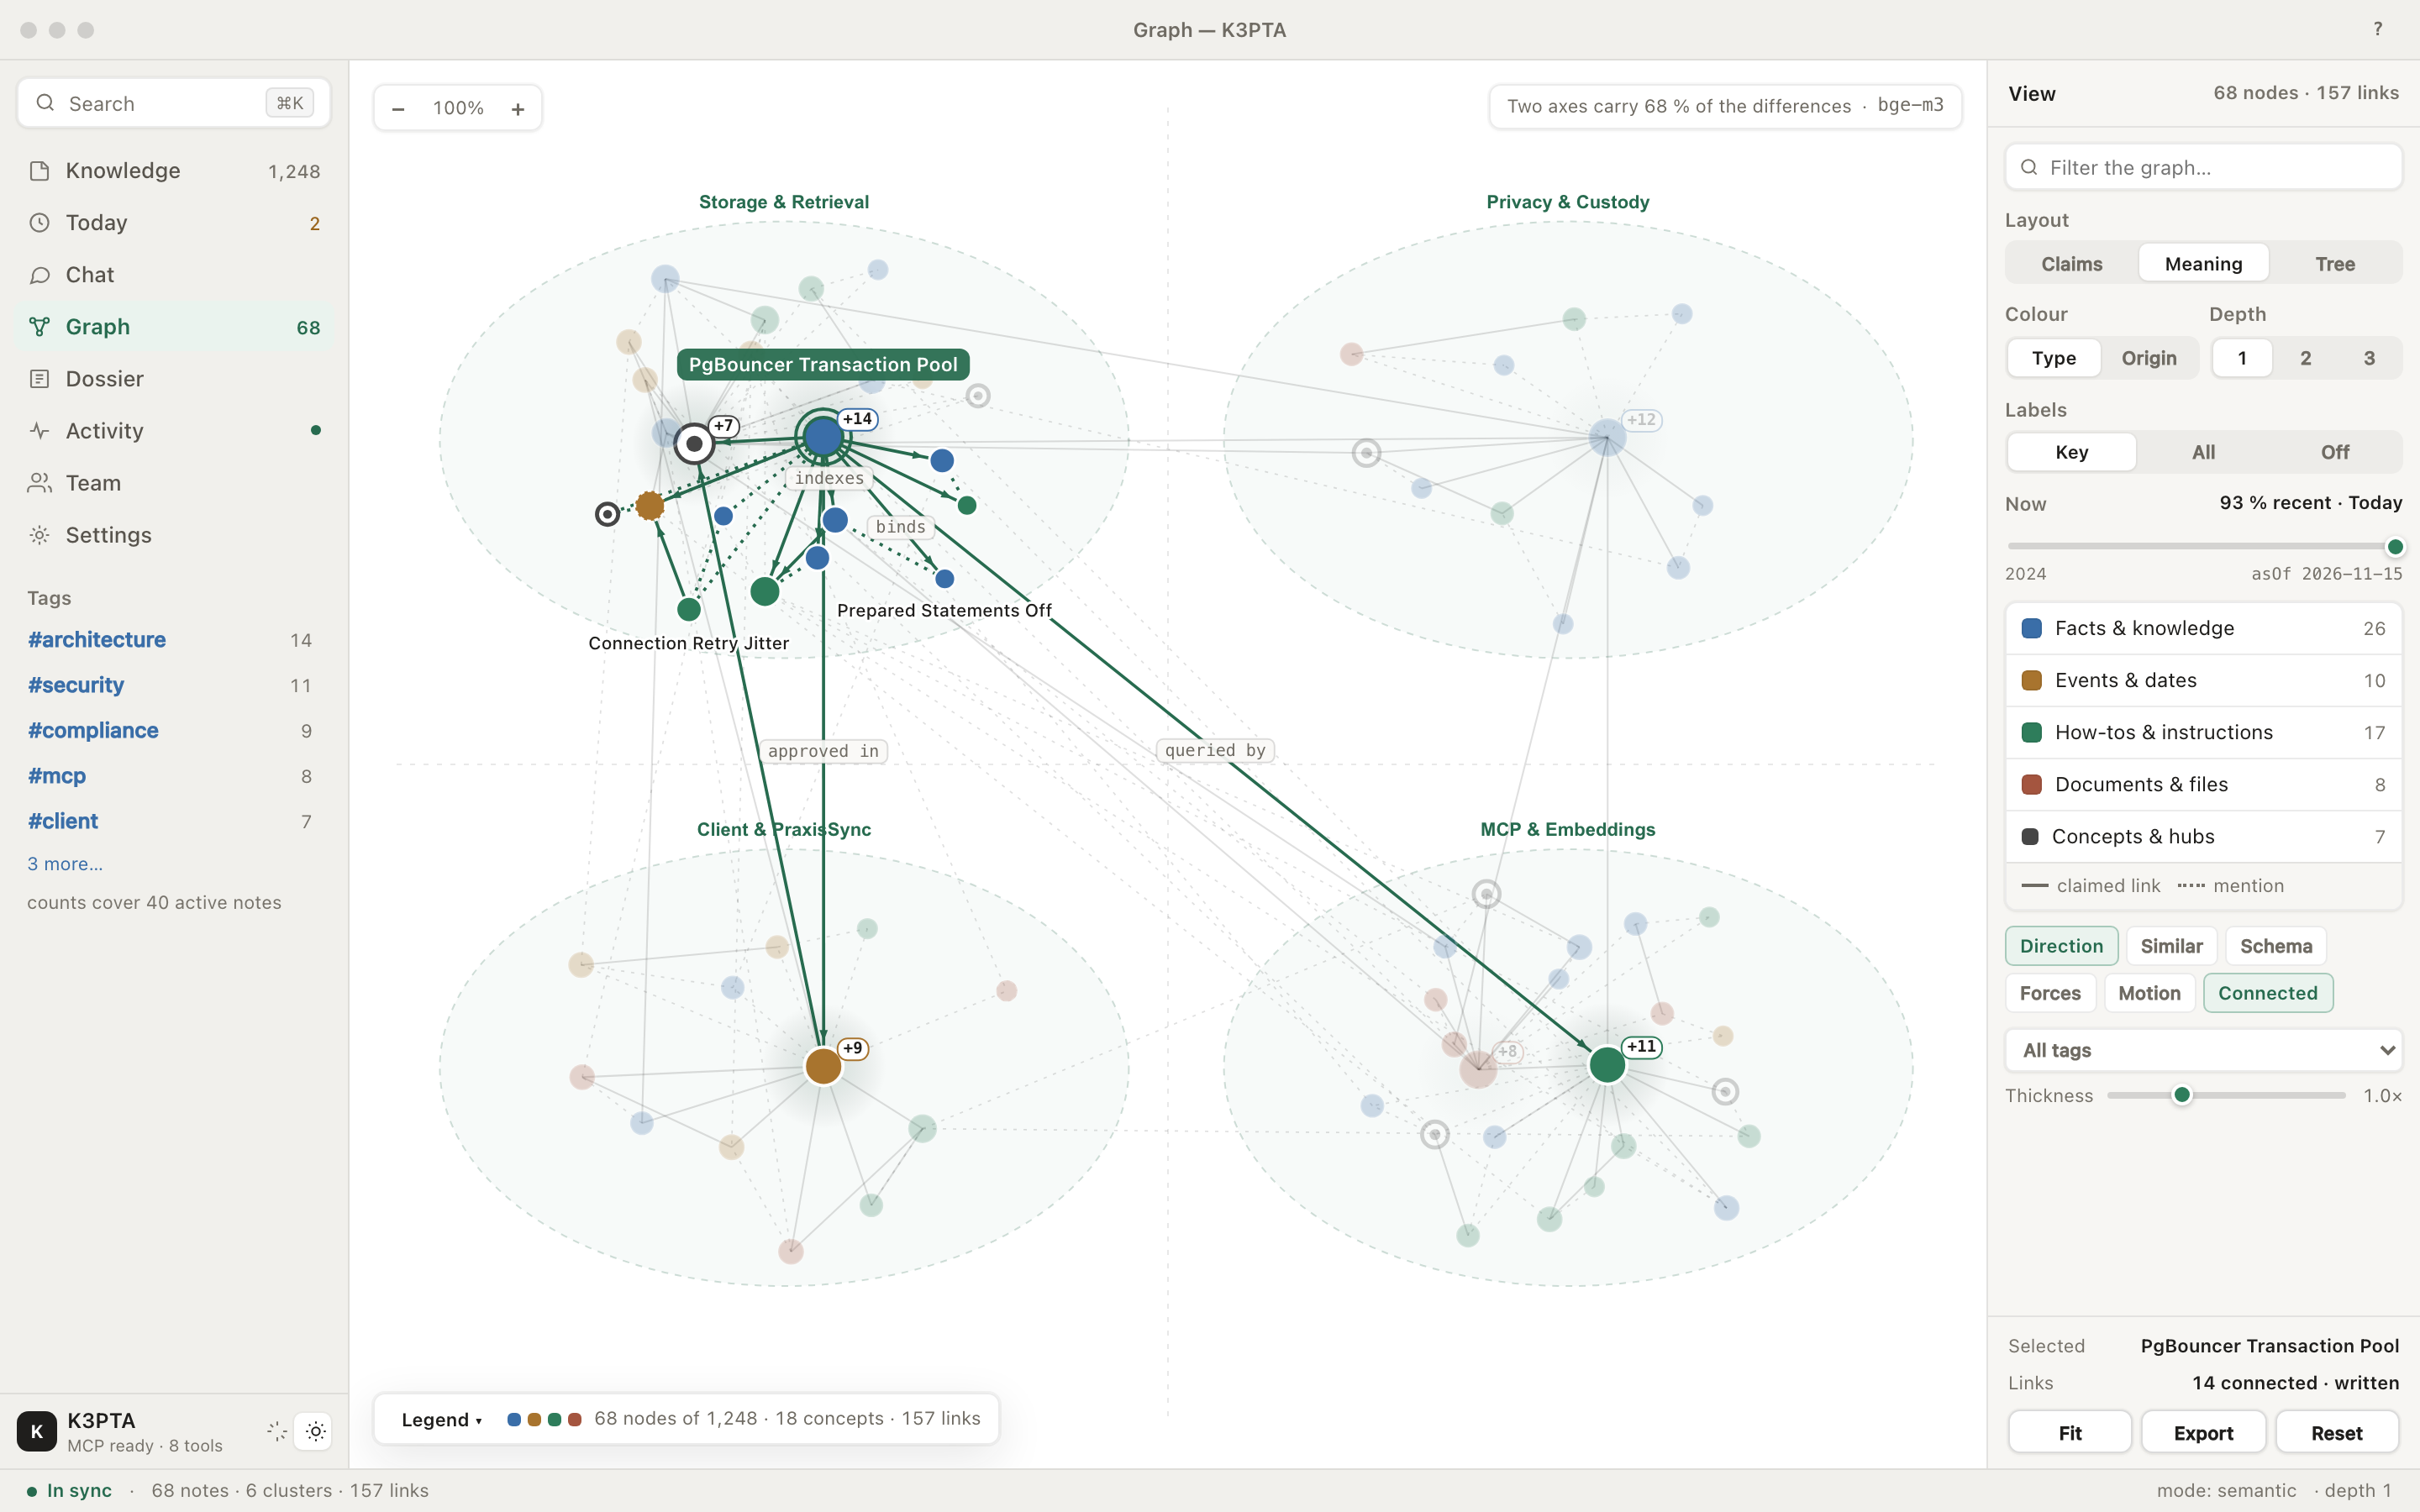 Graph — K3PTA
?
Search ⌘K
Knowledge 1,248
Today 2
Chat
Graph 68
Dossier
Activity
Team
Settings
Tags
#architecture 14
#security 11
#compliance 9
#mcp 8
#client 7
3 more...
counts cover 40 active notes
K
K3PTA
MCP ready · 8 tools
− 100% +
Two axes carry 68 % of the differences · bge-m3
Storage & Retrieval
Privacy & Custody
PgBouncer Transaction Pool
+7
+14
+12
indexes
binds
Prepared Statements Off
Connection Retry Jitter
approved in
queried by
Client & PraxisSync
MCP & Embeddings
+9
+8
+11
Legend ▾ 68 nodes of 1,248 · 18 concepts · 157 links
View 68 nodes · 157 links
Filter the graph...
Layout
Claims Meaning Tree
Colour Depth
Type Origin 1 2 3
Labels
Key All Off
Now 93 % recent · Today
2024 asOf 2026-11-15
Facts & knowledge 26
Events & dates 10
How-tos & instructions 17
Documents & files 8
Concepts & hubs 7
claimed link mention
Direction Similar Schema
Forces Motion Connected
All tags
Thickness 1.0×
Selected PgBouncer Transaction Pool
Links 14 connected · written
Fit Export Reset
In sync · 68 notes · 6 clusters · 157 links
mode: semantic · depth 1